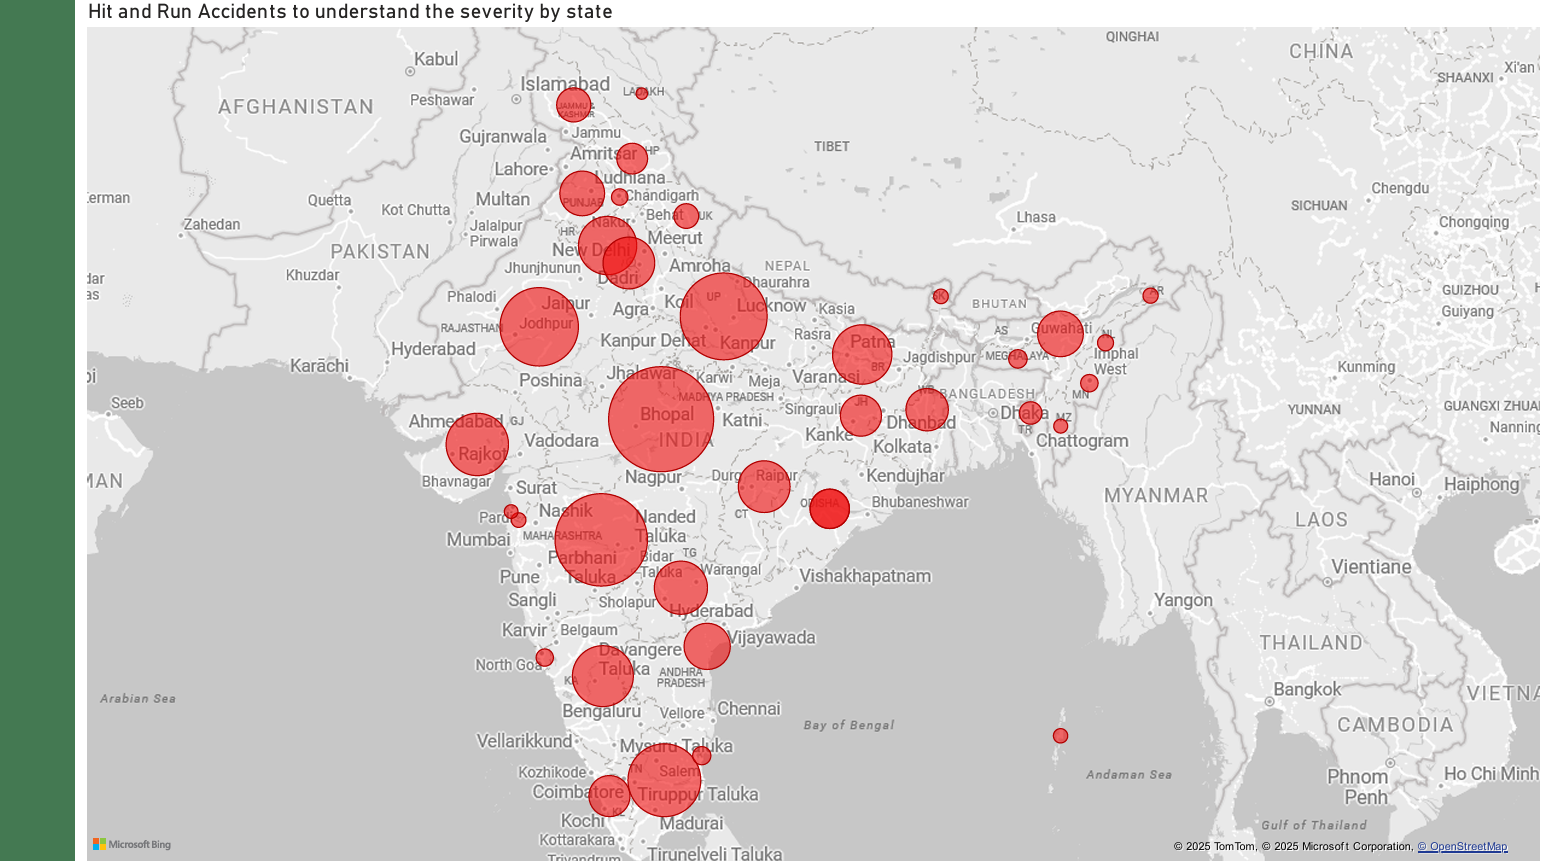 Hit and Run Accidents to understand the severity by state
QINGHAI
CHINA
Kabul
Xi'an
SHAANXI
Islamabad
Peshawar
LADAKH
AFGHANISTAN
JAMMU &
KASHMIR
Gujranwala
Jammu
TIBET
Amritsar
HP
Lahore
Ludhiana
Chengdu
Multan
Chandigarh
Quetta
Kot Chutta
PUNJAB
SICHUAN
Zahedan
Jalalpur
Pirwala
Nakur
Behat
UK
Lhasa
Chongqing
HR
Meerut
PAKISTAN
New Delhi
Jhunjhunun
Amroha
NEPAL
Khuzdar
Dadri
Dhaurahra
GUIZHOU
Phalodi
Jaipur
Agra
Koil
UP
Lucknow
Kasia
SK
BHUTAN
AR
Guiyang
RAJASTHAN
Jodhpur
AS
Guwahati
NL
Rasra
Patna
Hyderabad
Kanpur Dehat
Kanpur
Jagdishpur
MEGHALAYA
Imphal
West
Karāchi
BR
Kunming
Jhalawar
Karwi
Meja
Varanasi
Poshina
MADHYA PRADESH
WB
BANGLADESH
MN
Seeb
Singrauli
JH
YUNNAN
GUANGXI ZHUA
Ahmedabad
GJ
Bhopal
Katni
Dhanbad
Dhaka
MZ
Nanning
TR
Vadodara
INDIA
Kanke
Kolkata
Chattogram
Rajkot
Bhavnagar
Nagpur
Durg
Raipur
Kendujhar
Hanoi
Haiphong
Surat
MYANMAR
ODISHA
Bhubaneshwar
Pard
Nashik
Nanded
Taluka
CT
LAOS
MAHARASHTRA
Mumbai
Parbhani
Taluka
Bidar
Taluka
TG
Warangal
Vientiane
Pune
Vishakhapatnam
Sangli
Sholapur
Hyderabad
Yangon
Karvir
Belgaum
Vijayawada
THAILAND
Davangere
Taluka
North Goa
ANDHRA
PRADESH
KA
Bangkok
VIETNA
Arabian Sea
Bengaluru
Vellore
Chennai
Bay of Bengal
CAMBODIA
Vellarikkund
Mysuru Taluka
Kozhikode
TN
Salem
Andaman Sea
Phnom
Penh
Ho Chi Minh
Coimbatore
Tiruppur Taluka
KL
Kochi
Madurai
Gulf of Thailand
Kottarakara
Microsoft Bing
© 2025 TomTom, © 2025 Microsoft Corporation, © OpenStreetMap
Tirunelveli Taluka